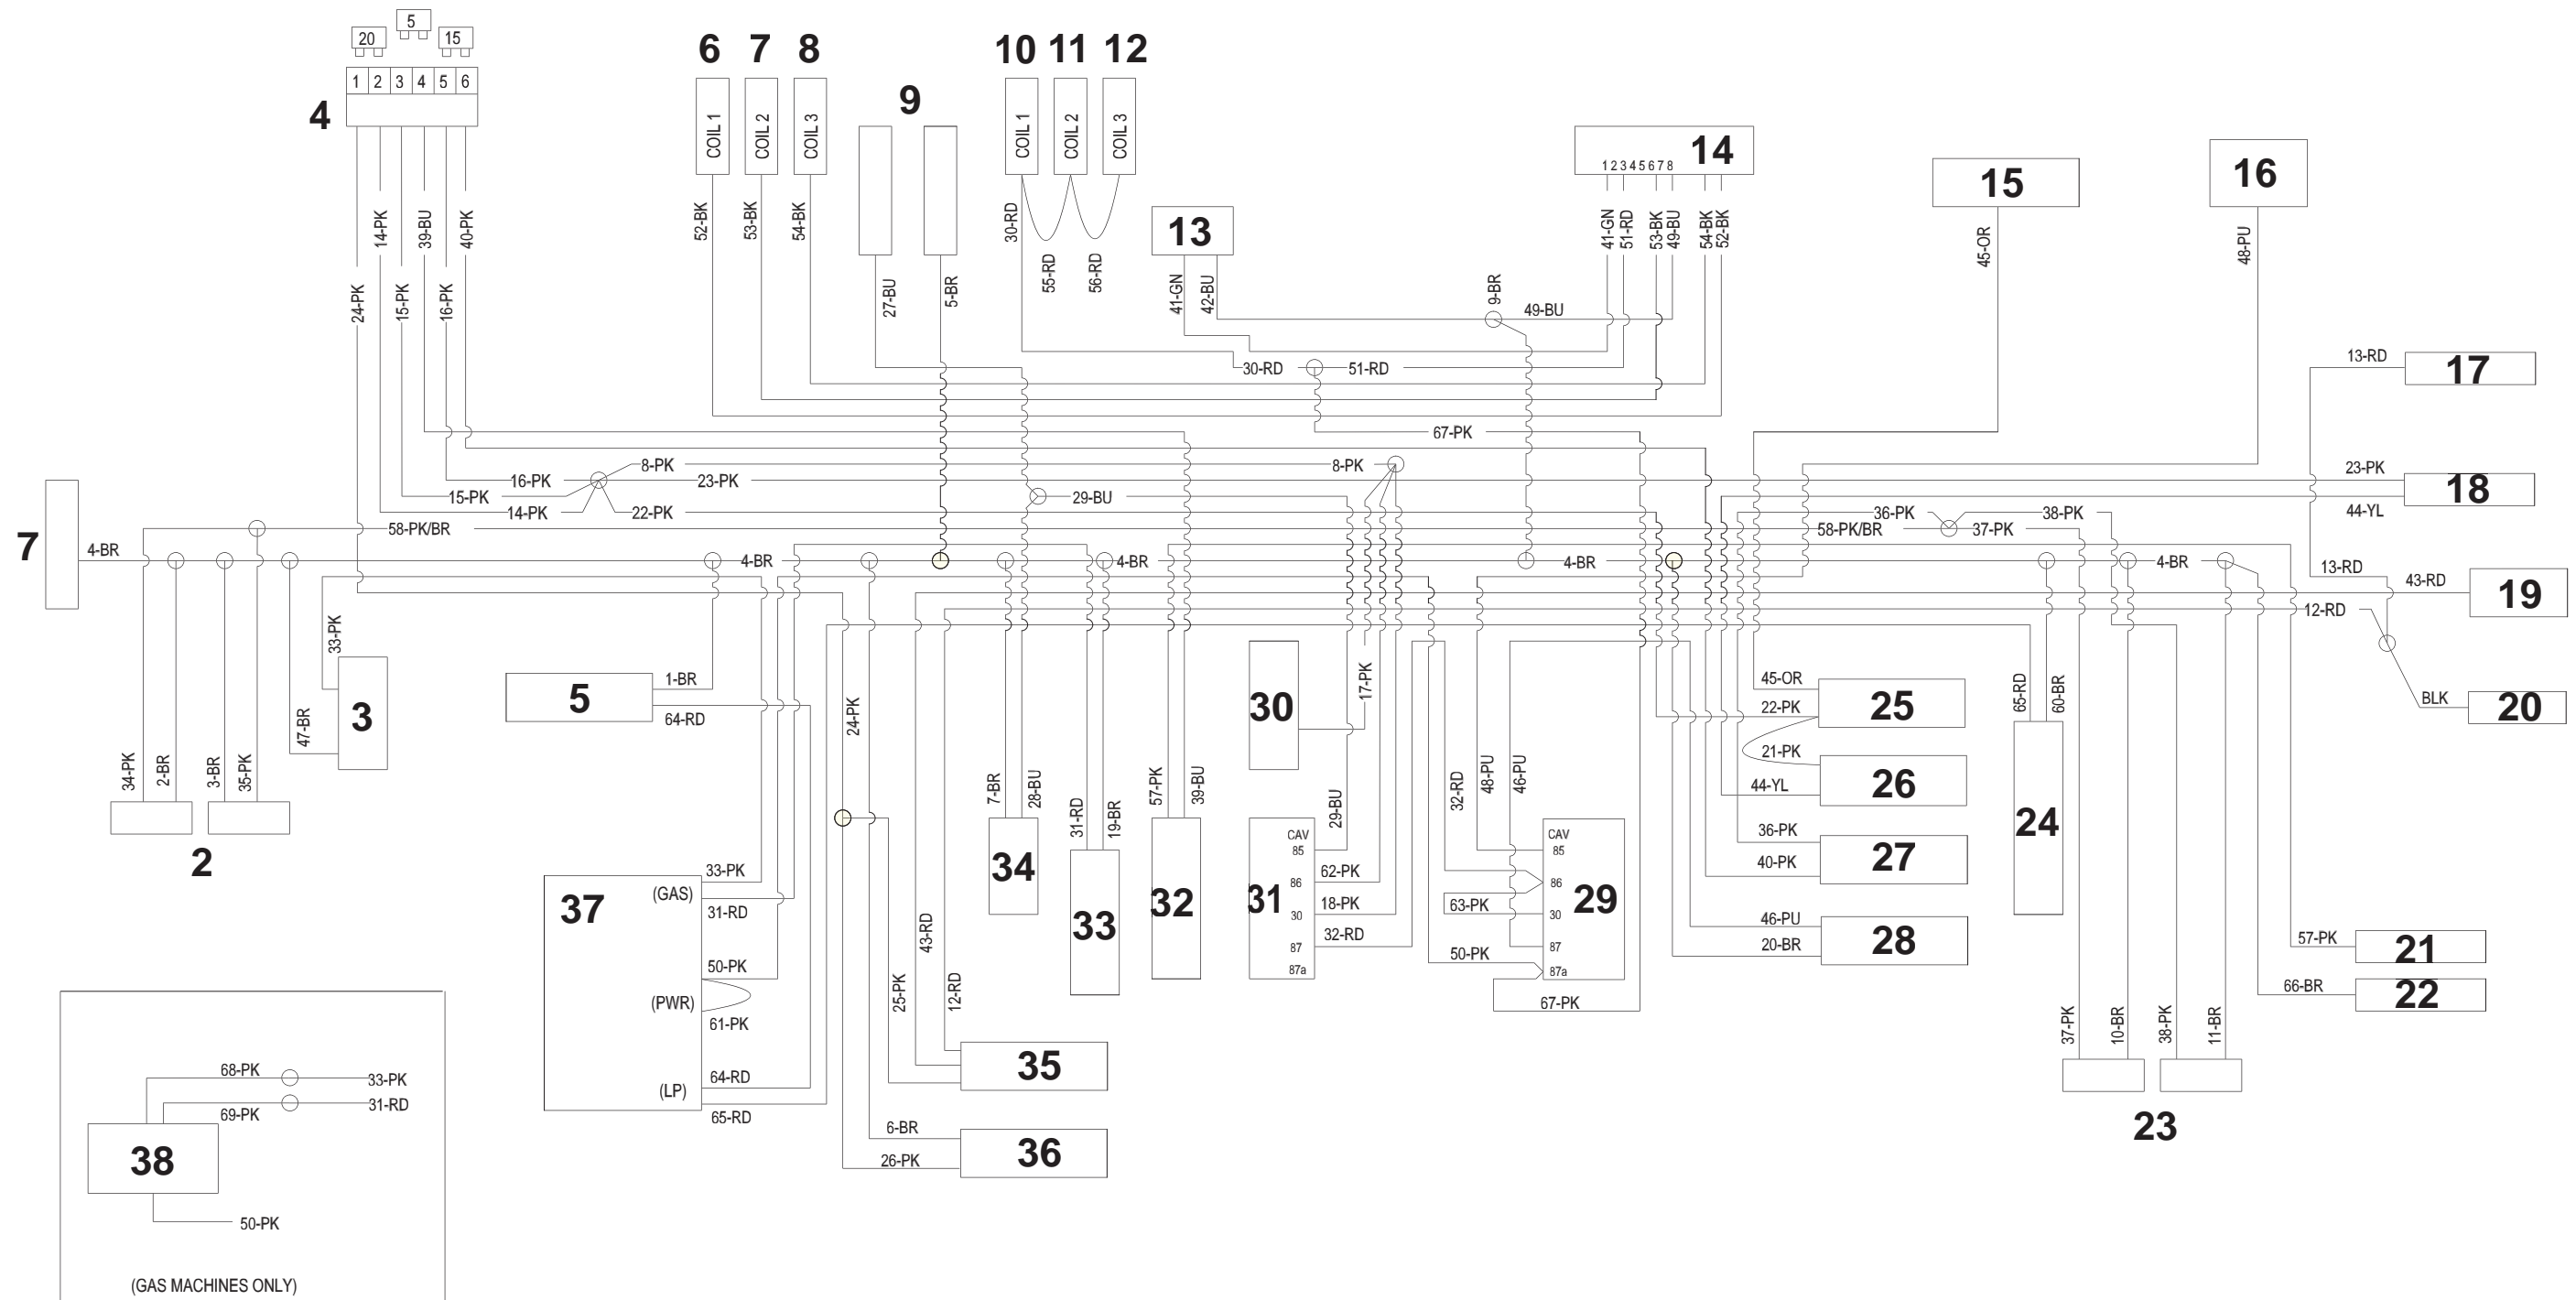 5
20
15
1 2 3 4 5 6
4
6 7 8
9
10 11 12
COIL 1
COIL 2
COIL 3
COIL 1
COIL 2
COIL 3
1 2 3 4 5 6 7 8
14
15
16
13
14-PK
39-BU
40-PK
24-PK
15-PK
16-PK
52-BK
53-BK
54-BK
27-BU
5-BR
30-RD
55-RD
56-RD
41-GN
42-BU
41-GN
51-RD
53-BK
49-BU
54-BK
52-BK
9-BR
49-BU
45-OR
48-PU
30-RD
51-RD
13-RD
17
67-PK
8-PK
8-PK
16-PK
23-PK
23-PK
18
15-PK
29-BU
14-PK
22-PK
36-PK
38-PK
44-YL
58-PK/BR
58-PK/BR
37-PK
7
4-BR
4-BR
4-BR
4-BR
4-BR
13-RD
43-RD
19
12-RD
33-PK
3
47-BR
5
1-BR
64-RD
24-PK
30
17-PK
45-OR
25
22-PK
65-RD
60-BR
BLK
20
34-PK
2-BR
3-BR
35-PK
2
7-BR
28-BU
31-RD
19-BR
57-PK
39-BU
29-BU
32-RD
48-PU
46-PU
21-PK
26
44-YL
24
CAV
85
86
30
87
87a
31
62-PK
18-PK
32-RD
63-PK
50-PK
CAV
85
86
30
87
87a
29
67-PK
36-PK
27
40-PK
46-PU
28
20-BR
34
33
32
37
(GAS)
33-PK
31-RD
50-PK
(PWR)
61-PK
64-RD
(LP)
65-RD
43-RD
25-PK
12-RD
35
6-BR
36
26-PK
57-PK
21
66-BR
22
37-PK
10-BR
38-PK
11-BR
23
68-PK
33-PK
69-PK
31-RD
38
50-PK
(GAS MACHINES ONLY)